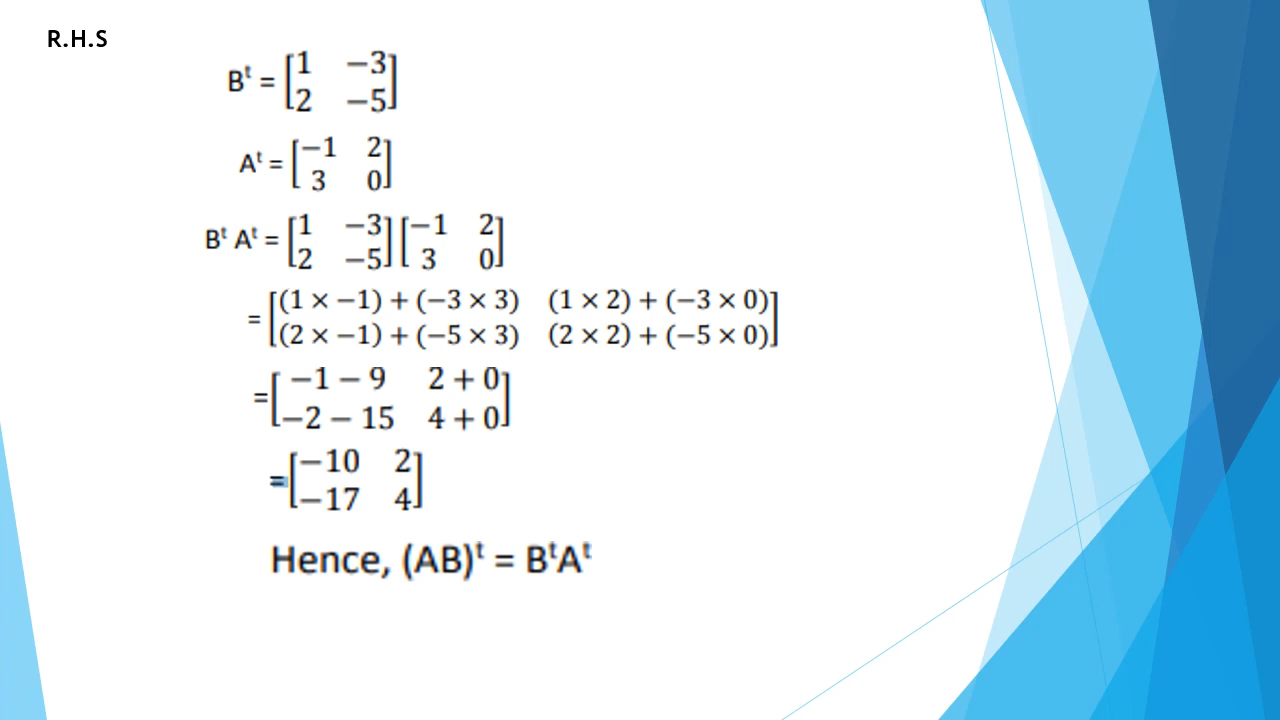 R.H.S
Bᵗ = [1 −3
2 −5]
Aᵗ = [−1 2
3 0]
Bᵗ Aᵗ = [1 −3 [−1 2
2 −5] 3 0]
= [(1 × −1) + (−3 × 3) (1 × 2) + (−3 × 0)
(2 × −1) + (−5 × 3) (2 × 2) + (−5 × 0)]
=[−1 − 9 2 + 0
−2 − 15 4 + 0]
=[−10 2
−17 4]
Hence, (AB)ᵗ = BᵗAᵗ